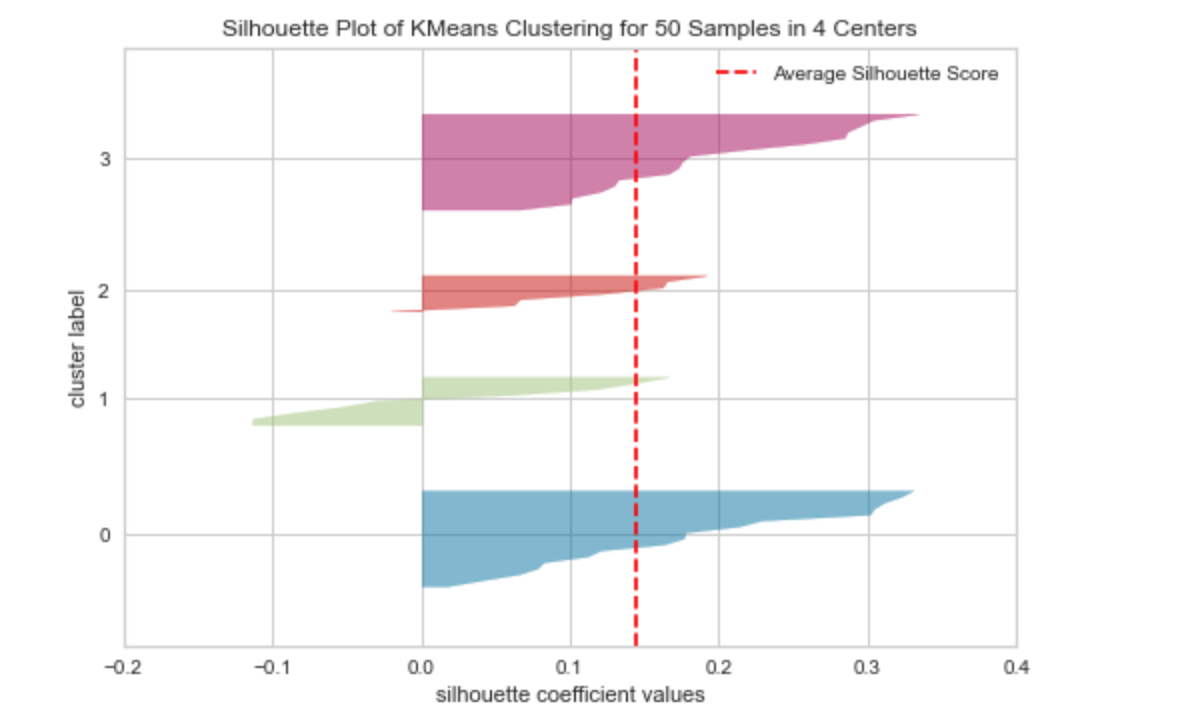 Silhouette Plot of KMeans Clustering for 50 Samples in 4 Centers
Average Silhouette Score
3
2
1
0
cluster label
−0.2 −0.1 0.0 0.1 0.2 0.3 0.4
silhouette coefficient values